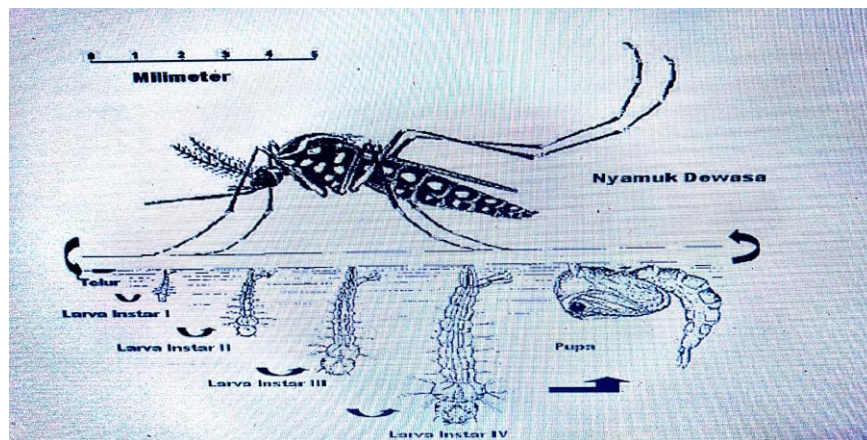 0 1 2 3 4 5
Milimeter
Nyamuk Dewasa
Telur
Larva Instar I
Larva Instar II
Pupa
Larva Instar III
Larva Instar IV